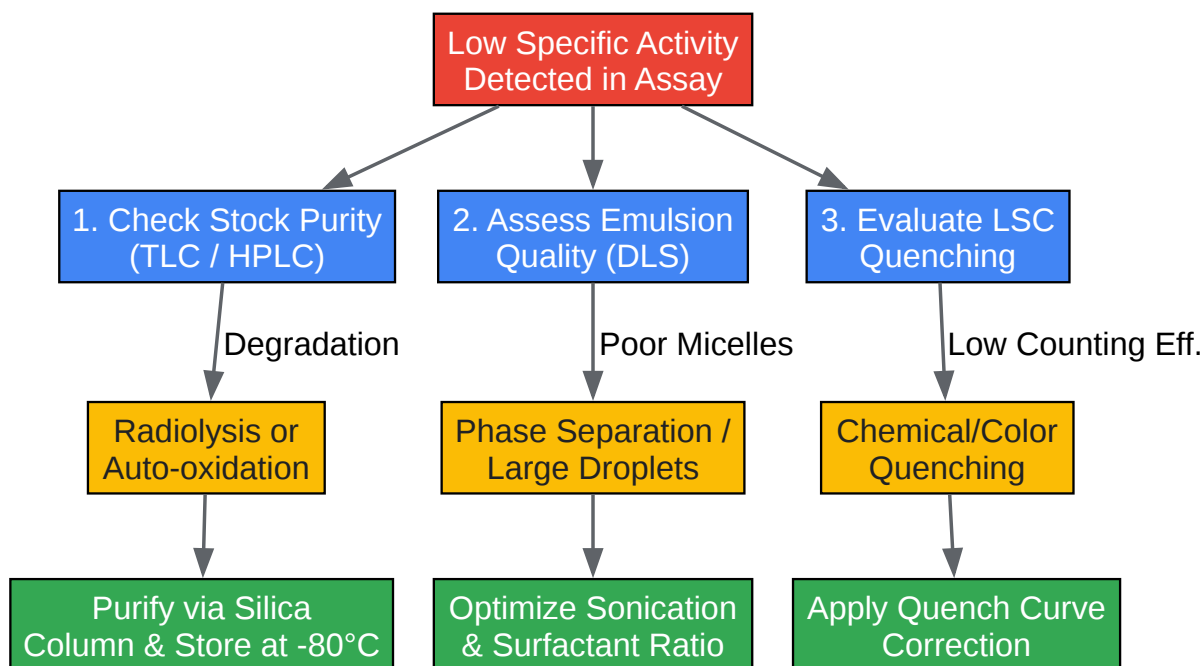 Low Specific Activity
Detected in Assay
1. Check Stock Purity
(TLC / HPLC)
2. Assess Emulsion
Quality (DLS)
3. Evaluate LSC
Quenching
Degradation
Poor Micelles
Low Counting Eff.
Radiolysis or
Auto-oxidation
Phase Separation /
Large Droplets
Chemical/Color
Quenching
Purify via Silica
Column & Store at -80°C
Optimize Sonication
& Surfactant Ratio
Apply Quench Curve
Correction